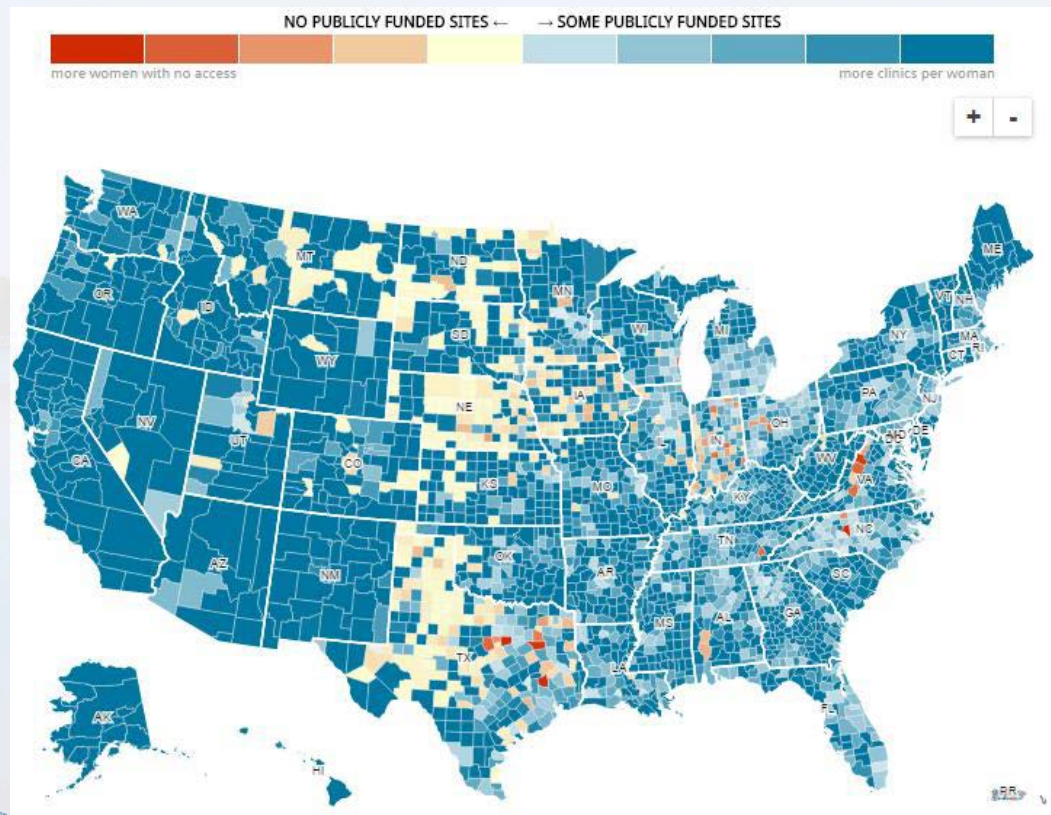 NO PUBLICLY FUNDED SITES ← → SOME PUBLICLY FUNDED SITES
more women with no access more clinics per woman
+ -
WA
MT
ND
ME
MN
OR
ID
VT NH
SD
WI
MI
NY
MA
WY
CT RI
IA
PA
NE
NJ
NV
OH
IL
IN
DE
UT
CO
WV
CA
KS
MO
VA
KY
NC
TN
OK
AZ
NM
AR
SC
MS
AL
GA
TX
LA
FL
AK
HI
PR